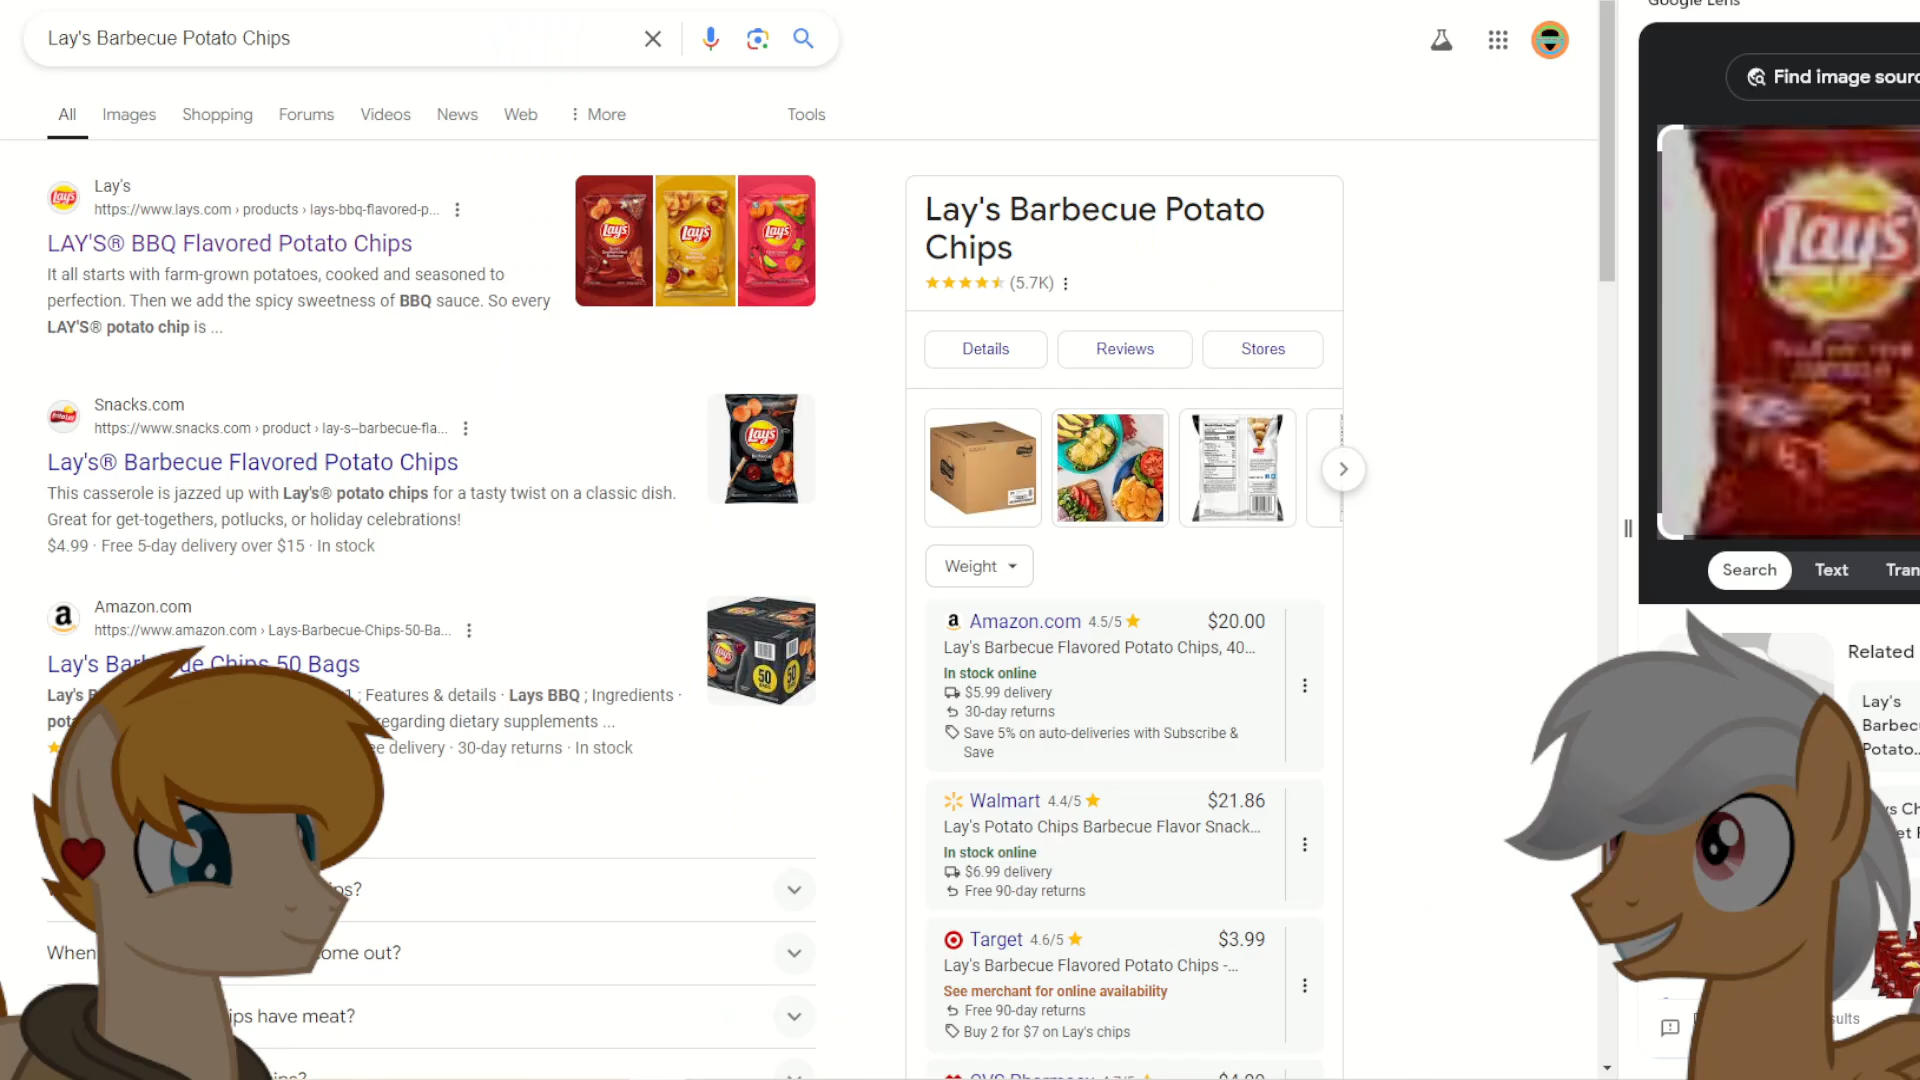 Lay's Barbecue Potato Chips
All
Images
Shopping
Forums
Videos
News
Web
More
Tools
Lay's
https://www.lays.com › products › lays-bbq-flavored-p...
LAY'S® BBQ Flavored Potato Chips
It all starts with farm-grown potatoes, cooked and seasoned to
perfection. Then we add the spicy sweetness of BBQ sauce. So every
LAY'S® potato chip is ...
Snacks.com
https://www.snacks.com › product › lay-s--barbecue-fla...
Lay's® Barbecue Flavored Potato Chips
This casserole is jazzed up with Lay's® potato chips for a tasty twist on a classic dish.
Great for get-togethers, potlucks, or holiday celebrations!
$4.99 · Free 5-day delivery over $15 · In stock
Amazon.com
https://www.amazon.com › Lays-Barbecue-Chips-50-Ba...
Lay's Barbecue Chips 50 Bags
Lay's ; Features & details · Lays BBQ ; Ingredients ·
regarding dietary supplements ...
delivery · 30-day returns · In stock
When come out?
have meat?
Lay's Barbecue Potato
Chips
(5.7K)
Details
Reviews
Stores
Weight
Amazon.com 4.5/5 $20.00
Lay's Barbecue Flavored Potato Chips, 40...
In stock online
$5.99 delivery
30-day returns
Save 5% on auto-deliveries with Subscribe &
Save
Walmart 4.4/5 $21.86
Lay's Potato Chips Barbecue Flavor Snack...
In stock online
$6.99 delivery
Free 90-day returns
Target 4.6/5 $3.99
Lay's Barbecue Flavored Potato Chips -...
See merchant for online availability
Free 90-day returns
Buy 2 for $7 on Lay's chips
CVS Pharmacy
Google Lens
Find image
Lay's
Search
Text
Related
Lay's
Potato...